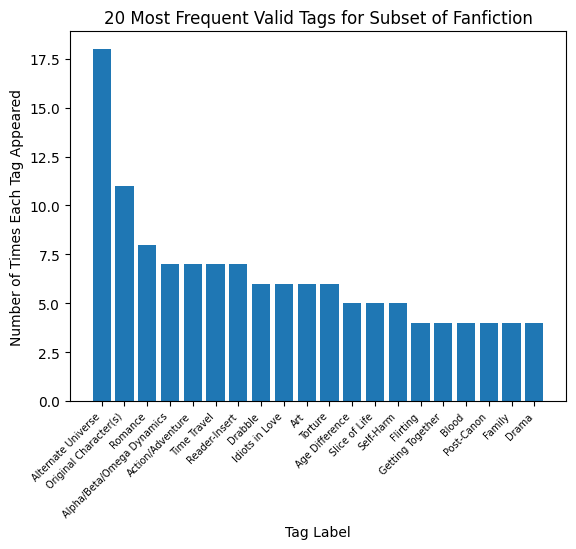 20 Most Frequent Valid Tags for Subset of Fanfiction
Number of Times Each Tag Appeared
17.5
15.0
12.5
10.0
7.5
5.0
2.5
0.0
Alternate Universe
Original Character(s)
Romance
Alpha/Beta/Omega Dynamics
Action/Adventure
Time Travel
Reader-Insert
Drabble
Idiots in Love
Art
Torture
Age Difference
Slice of Life
Self-Harm
Flirting
Getting Together
Blood
Post-Canon
Family
Drama
Tag Label